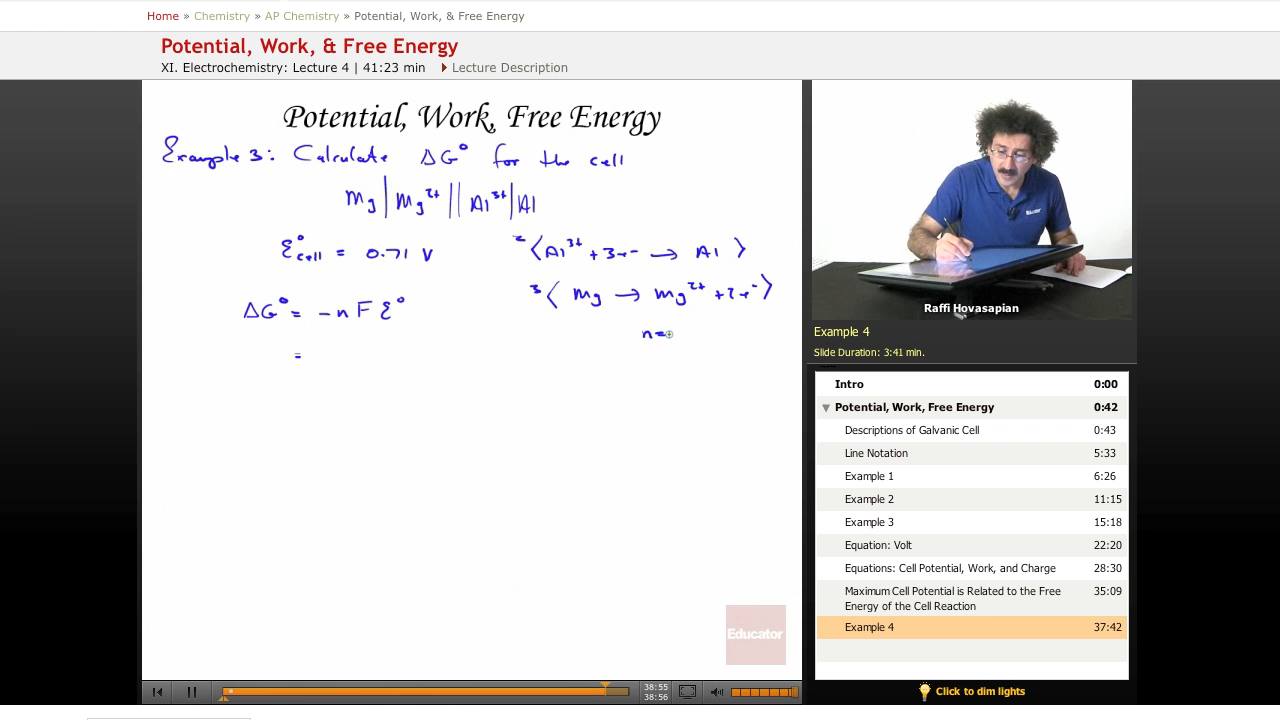 Home » Chemistry » AP Chemistry » Potential, Work, & Free Energy
Potential, Work, & Free Energy
XI. Electrochemistry: Lecture 4 | 41:23 min Lecture Description
Potential, Work, Free Energy
Example 3: Calculate ΔG° for the cell
Mg | Mg²⁺ || Al³⁺ | Al
ℰ°cell = 0.71 V
2 ⟨ Al³⁺ + 3e⁻ → Al ⟩
3 ⟨ Mg → Mg²⁺ + 2e⁻ ⟩
ΔG° = -n F ℰ°
n=
=
Educator
38:55
38:56
Raffi Hovasapian
Example 4
Slide Duration: 3:41 min.
Intro 0:00
Potential, Work, Free Energy 0:42
Descriptions of Galvanic Cell 0:43
Line Notation 5:33
Example 1 6:26
Example 2 11:15
Example 3 15:18
Equation: Volt 22:20
Equations: Cell Potential, Work, and Charge 28:30
Maximum Cell Potential is Related to the Free 35:09
Energy of the Cell Reaction
Example 4 37:42
Click to dim lights